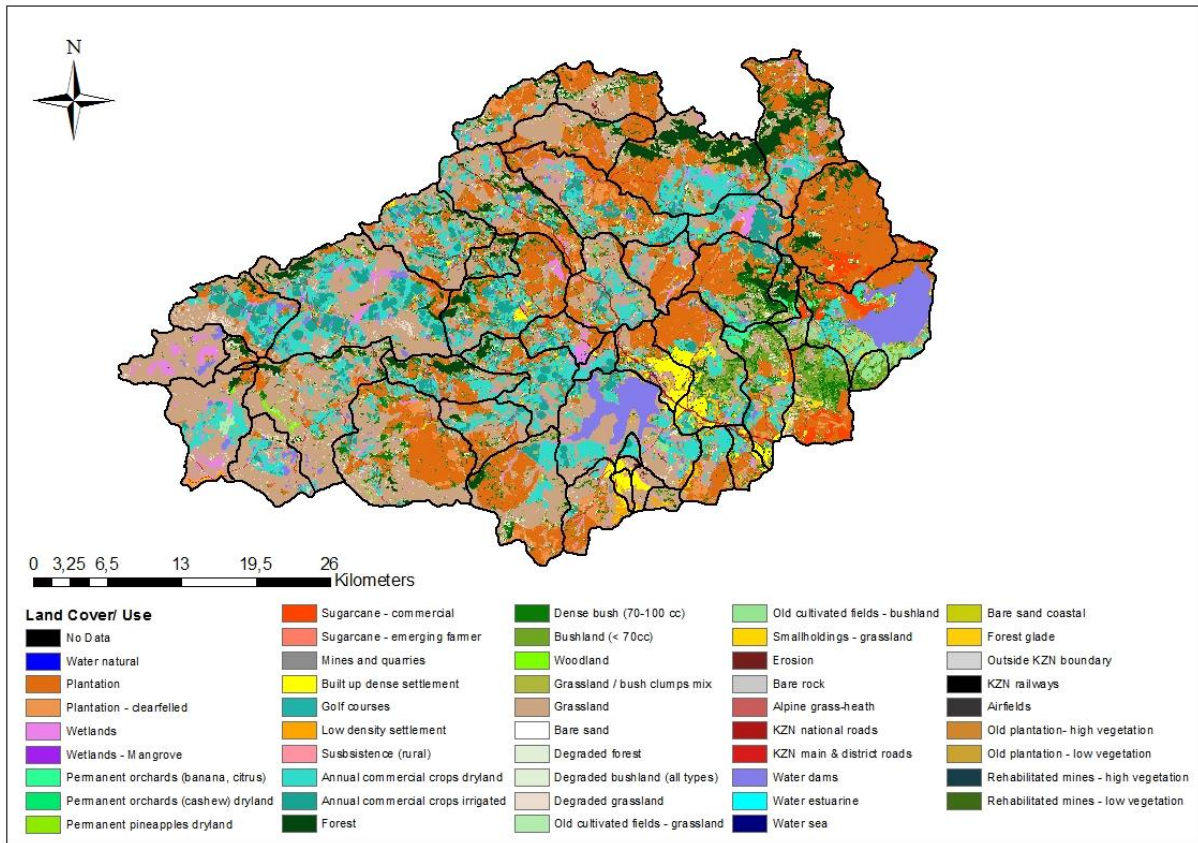 N
0 3,25 6,5 13 19,5 26
Kilometers
Land Cover/ Use
No Data
Water natural
Plantation
Plantation - clearfelled
Wetlands
Wetlands - Mangrove
Permanent orchards (banana, citrus)
Permanent orchards (cashew) dryland
Permanent pineapples dryland
Sugarcane - commercial
Sugarcane - emerging farmer
Mines and quarries
Built up dense settlement
Golf courses
Low density settlement
Susbsistence (rural)
Annual commercial crops dryland
Annual commercial crops irrigated
Forest
Dense bush (70-100 cc)
Bushland (< 70cc)
Woodland
Grassland / bush clumps mix
Grassland
Bare sand
Degraded forest
Degraded bushland (all types)
Degraded grassland
Old cultivated fields - grassland
Old cultivated fields - bushland
Smallholdings - grassland
Erosion
Bare rock
Alpine grass-heath
KZN national roads
KZN main & district roads
Water dams
Water estuarine
Water sea
Bare sand coastal
Forest glade
Outside KZN boundary
KZN railways
Airfields
Old plantation- high vegetation
Old plantation - low vegetation
Rehabilitated mines - high vegetation
Rehabilitated mines - low vegetation